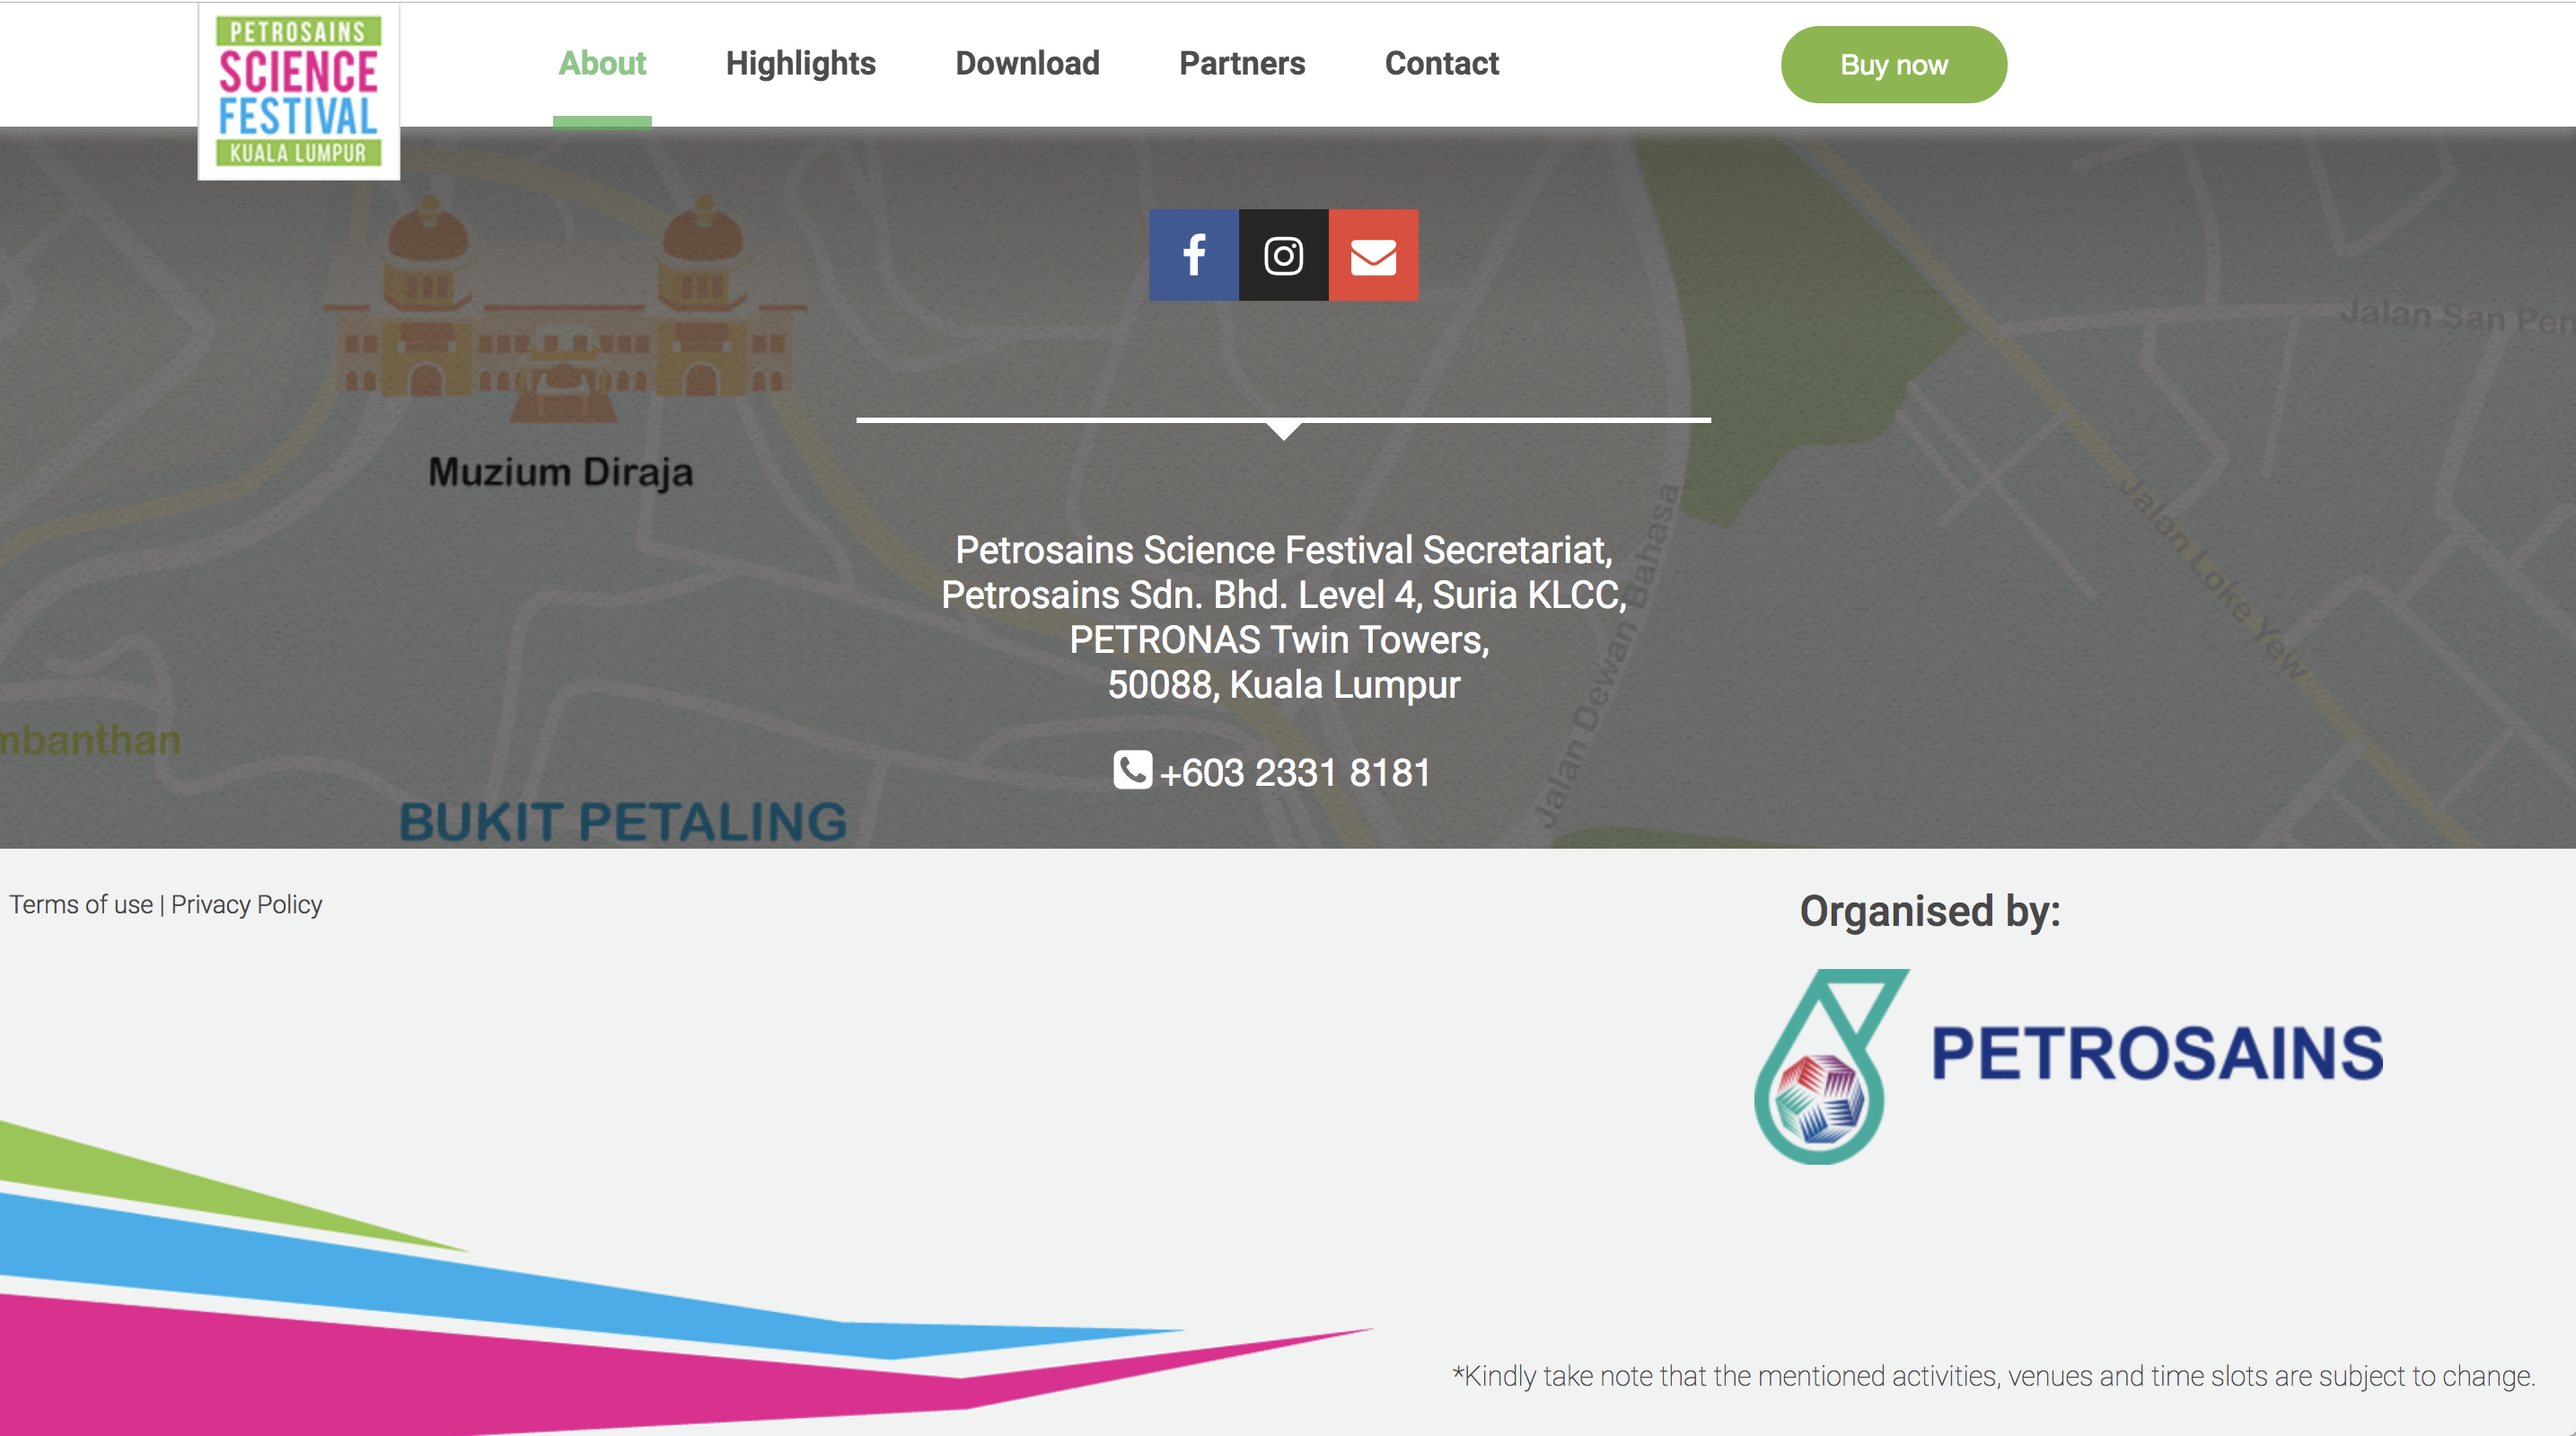 PETROSAINS
SCIENCE
FESTIVAL
KUALA LUMPUR
About
Highlights
Download
Partners
Contact
Buy now
Jalan San Pen
Muzium Diraja
Jalan Dewan Bahasa
Jalan Loke Yew
Petrosains Science Festival Secretariat,
Petrosains Sdn. Bhd. Level 4, Suria KLCC,
PETRONAS Twin Towers,
50088, Kuala Lumpur
mbanthan
+603 2331 8181
BUKIT PETALING
Terms of use | Privacy Policy
Organised by:
PETROSAINS
*Kindly take note that the mentioned activities, venues and time slots are subject to change.